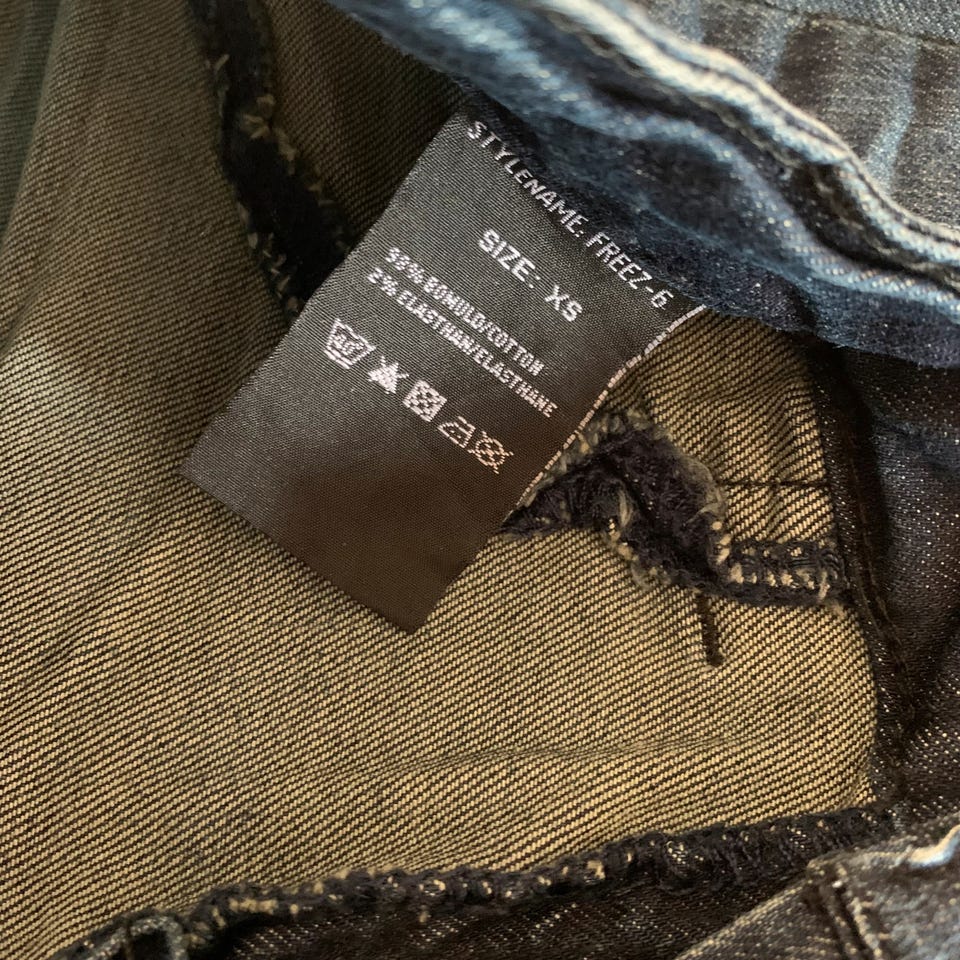 STYLENAME: FREEZ-6
SIZE: XS
98% BOMULD/COTTON
2% ELASTHAN/ELASTHANE